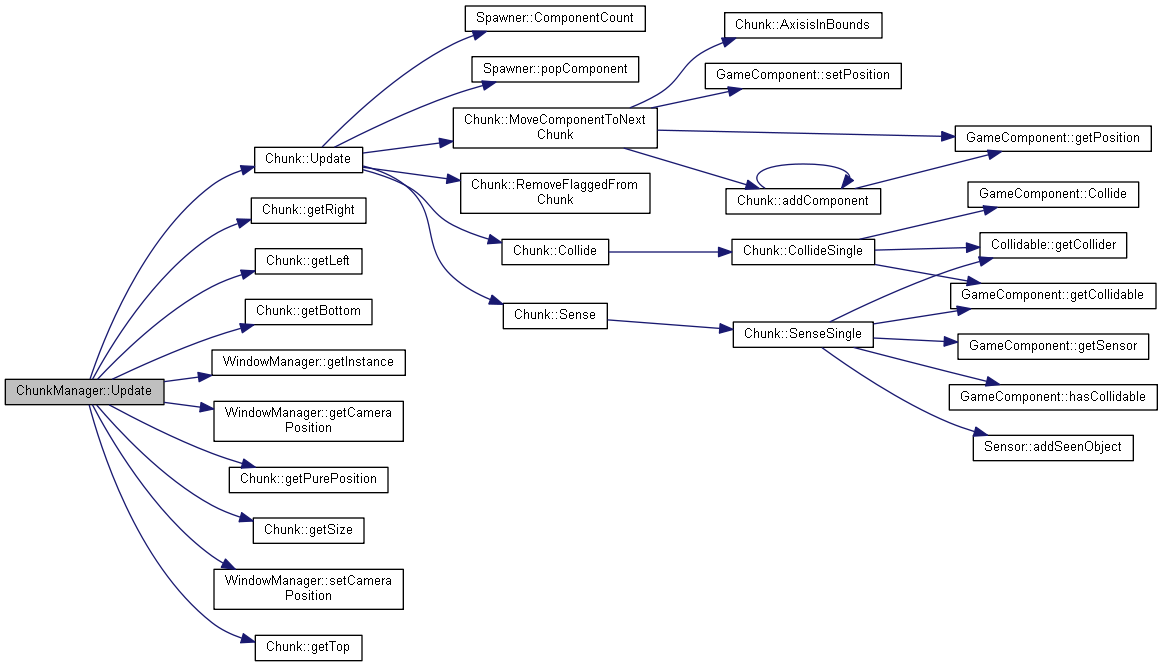 Spawner::ComponentCount
Chunk::AxisisInBounds
Spawner::popComponent
GameComponent::setPosition
Chunk::MoveComponentToNext
Chunk
GameComponent::getPosition
Chunk::Update
Chunk::RemoveFlaggedFrom
Chunk
Chunk::addComponent
GameComponent::Collide
Chunk::getRight
Chunk::Collide
Chunk::CollideSingle
Collidable::getCollider
Chunk::getLeft
GameComponent::getCollidable
Chunk::getBottom
Chunk::Sense
Chunk::SenseSingle
GameComponent::getSensor
WindowManager::getInstance
ChunkManager::Update
GameComponent::hasCollidable
WindowManager::getCamera
Position
Sensor::addSeenObject
Chunk::getPurePosition
Chunk::getSize
WindowManager::setCamera
Position
Chunk::getTop